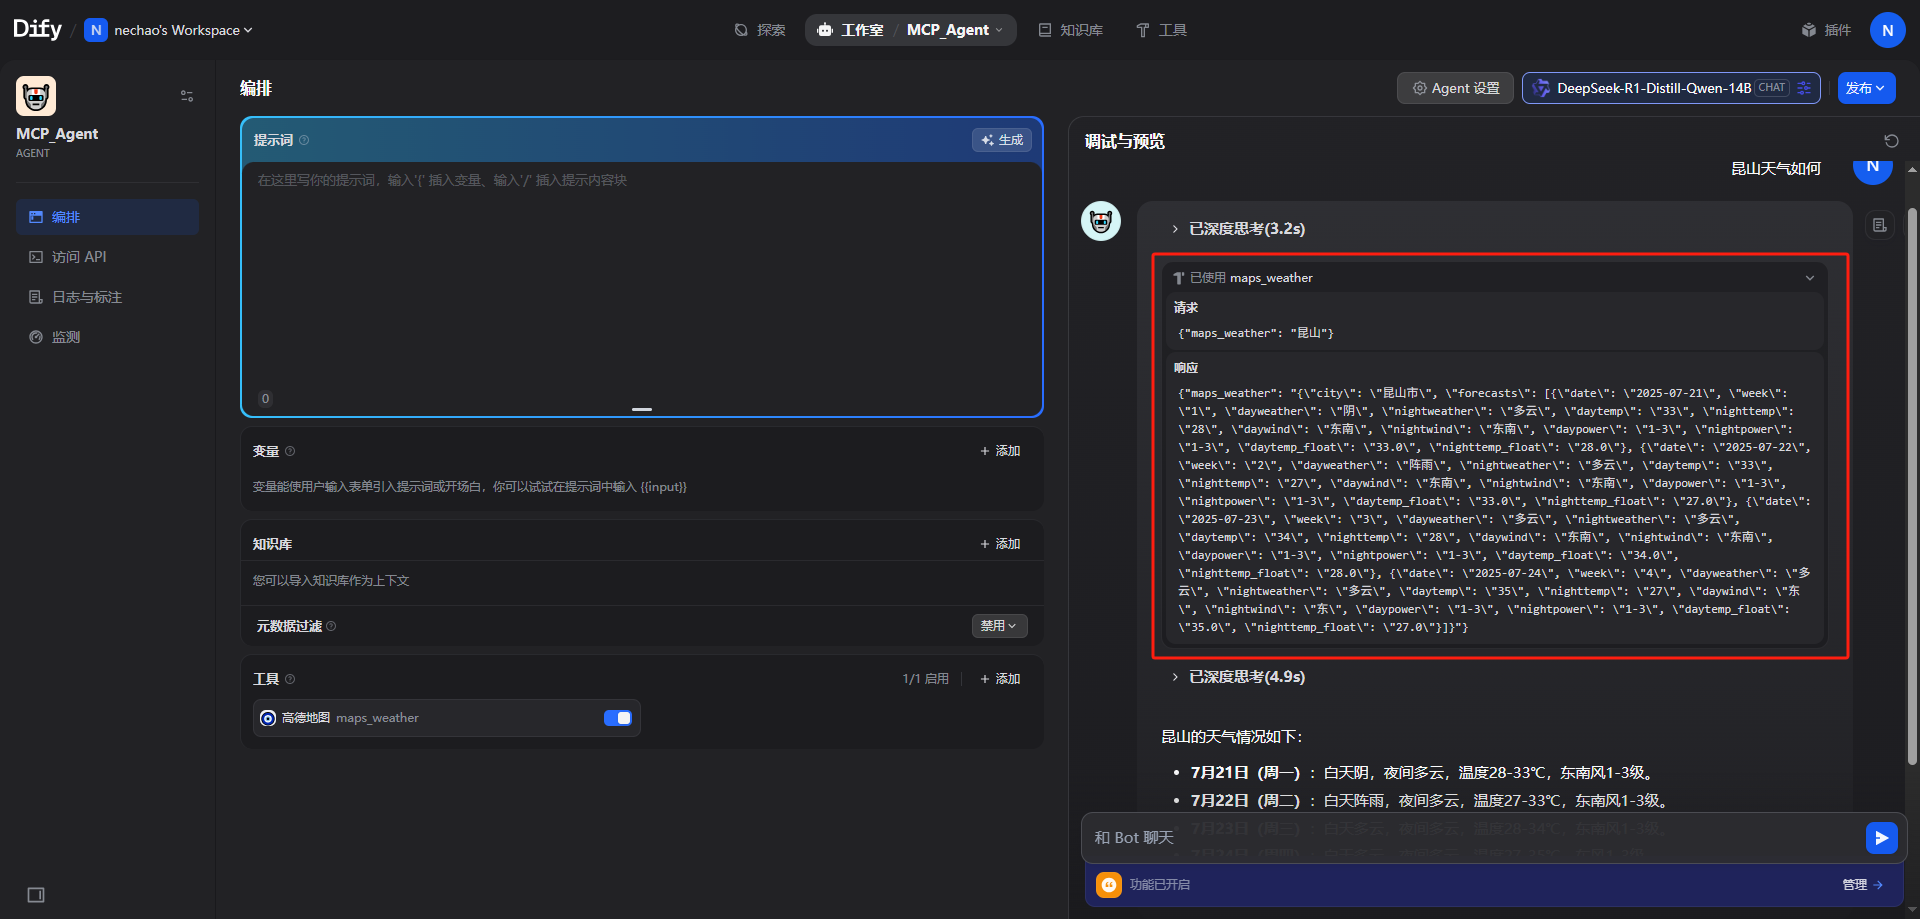 Dify / N nechao's Workspace
探索
工作室 / MCP_Agent
知识库
工具
插件
N
MCP_Agent
AGENT
编排
访问 API
日志与标注
监测
编排
Agent 设置
DeepSeek-R1-Distill-Qwen-14B CHAT
发布
提示词
生成
在这里写你的提示词，输入'{' 插入变量、输入'/' 插入提示内容块
0
变量
+ 添加
变量能使用户输入表单引入提示词或开场白，你可以试试在提示词中输入 {{input}}
知识库
+ 添加
您可以导入知识库作为上下文
元数据过滤
禁用
工具
1/1 启用
+ 添加
高德地图 maps_weather
调试与预览
昆山天气如何
N
已深度思考(3.2s)
已使用 maps_weather
请求
{"maps_weather": "昆山"}
响应
{"maps_weather": "{\"city\": \"昆山市\", \"forecasts\": [{\"date\": \"2025-07-21\", \"week\":
\"1\", \"dayweather\": \"阴\", \"nightweather\": \"多云\", \"daytemp\": \"33\", \"nighttemp\":
\"28\", \"daywind\": \"东南\", \"nightwind\": \"东南\", \"daypower\": \"1-3\", \"nightpower\":
\"1-3\", \"daytemp_float\": \"33.0\", \"nighttemp_float\": \"28.0\"}, {\"date\": \"2025-07-22\",
\"week\": \"2\", \"dayweather\": \"阵雨\", \"nightweather\": \"多云\", \"daytemp\": \"33\",
\"nighttemp\": \"27\", \"daywind\": \"东南\", \"nightwind\": \"东南\", \"daypower\": \"1-3\",
\"nightpower\": \"1-3\", \"daytemp_float\": \"33.0\", \"nighttemp_float\": \"27.0\"}, {\"date\":
\"2025-07-23\", \"week\": \"3\", \"dayweather\": \"多云\", \"nightweather\": \"多云\",
\"daytemp\": \"34\", \"nighttemp\": \"28\", \"daywind\": \"东南\", \"nightwind\": \"东南\",
\"daypower\": \"1-3\", \"nightpower\": \"1-3\", \"daytemp_float\": \"34.0\",
\"nighttemp_float\": \"28.0\"}, {\"date\": \"2025-07-24\", \"week\": \"4\", \"dayweather\": \"多
云\", \"nightweather\": \"多云\", \"daytemp\": \"35\", \"nighttemp\": \"27\", \"daywind\": \"东
\", \"nightwind\": \"东\", \"daypower\": \"1-3\", \"nightpower\": \"1-3\", \"daytemp_float\":
\"35.0\", \"nighttemp_float\": \"27.0\"}]}"}
已深度思考(4.9s)
昆山的天气情况如下：
• 7月21日（周一）：白天阴，夜间多云，温度28-33℃，东南风1-3级。
• 7月22日（周二）：白天阵雨，夜间多云，温度27-33℃，东南风1-3级。
• 7月23日（周三）：白天多云，夜间多云，温度28-34℃，东南风1-3级。
和 Bot 聊天
功能已开启
管理